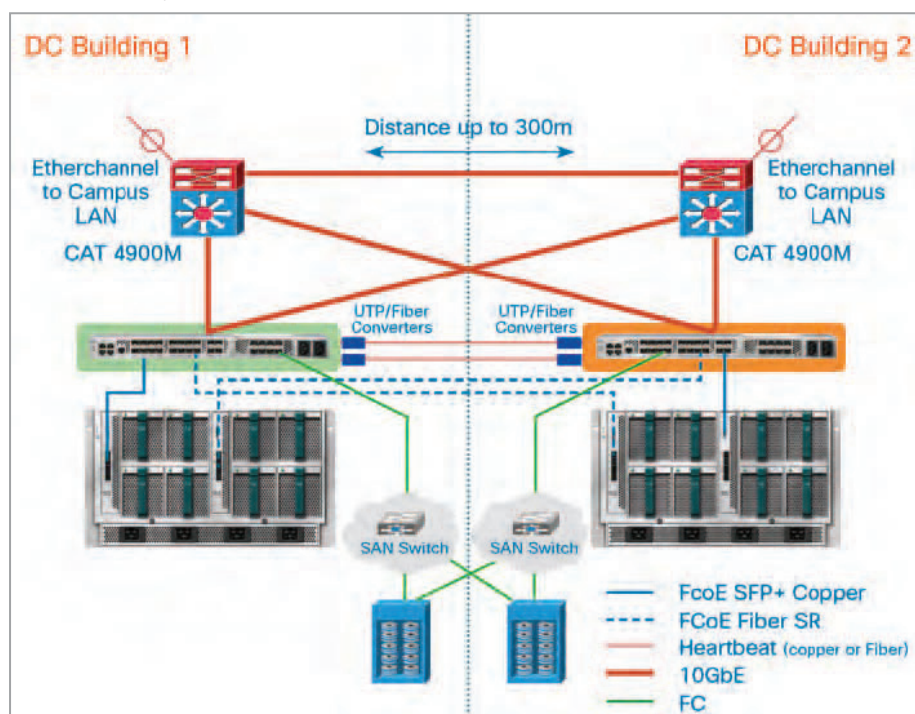 DC Building 1
DC Building 2
Distance up to 300m
Etherchannel
to Campus
LAN
Etherchannel
to Campus
LAN
CAT 4900M
CAT 4900M
UTP/Fiber
Converters
UTP/Fiber
Converters
SAN Switch
SAN Switch
FcoE SFP+ Copper
FCoE Fiber SR
Heartbeat (copper or Fiber)
10GbE
FC